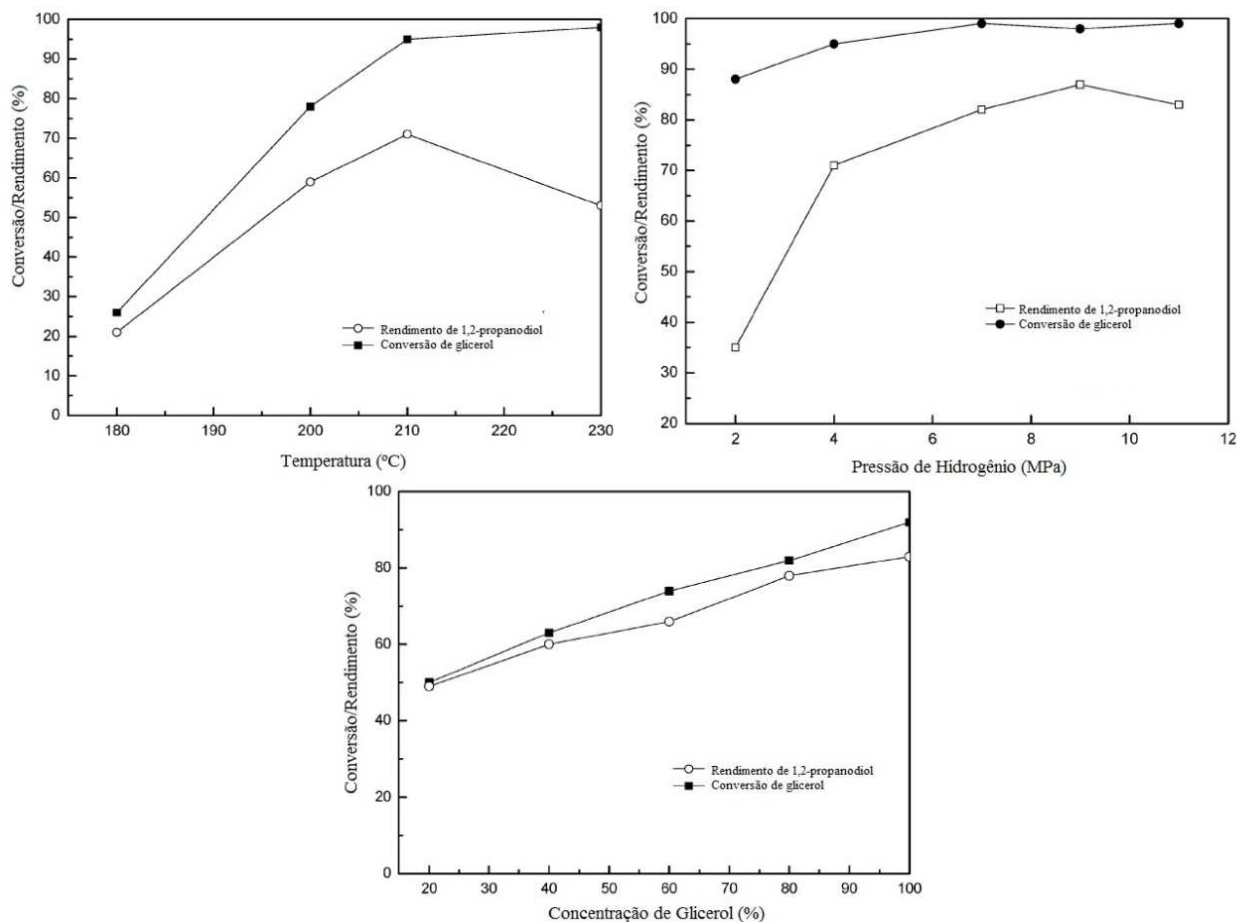 100
90
80
70
60
50
40
30
20
10
0
Conversão/Rendimento (%)
Rendimento de 1,2-propanodiol
Conversão de glicerol
180 190 200 210 220 230
Temperatura (ºC)
100
90
80
70
60
50
40
30
20
Conversão/Rendimento (%)
Rendimento de 1,2-propanodiol
Conversão de glicerol
2 4 6 8 10 12
Pressão de Hidrogênio (MPa)
100
80
60
40
20
0
Conversão/Rendimento (%)
Rendimento de 1,2-propanodiol
Conversão de glicerol
20 30 40 50 60 70 80 90 100
Concentração de Glicerol (%)